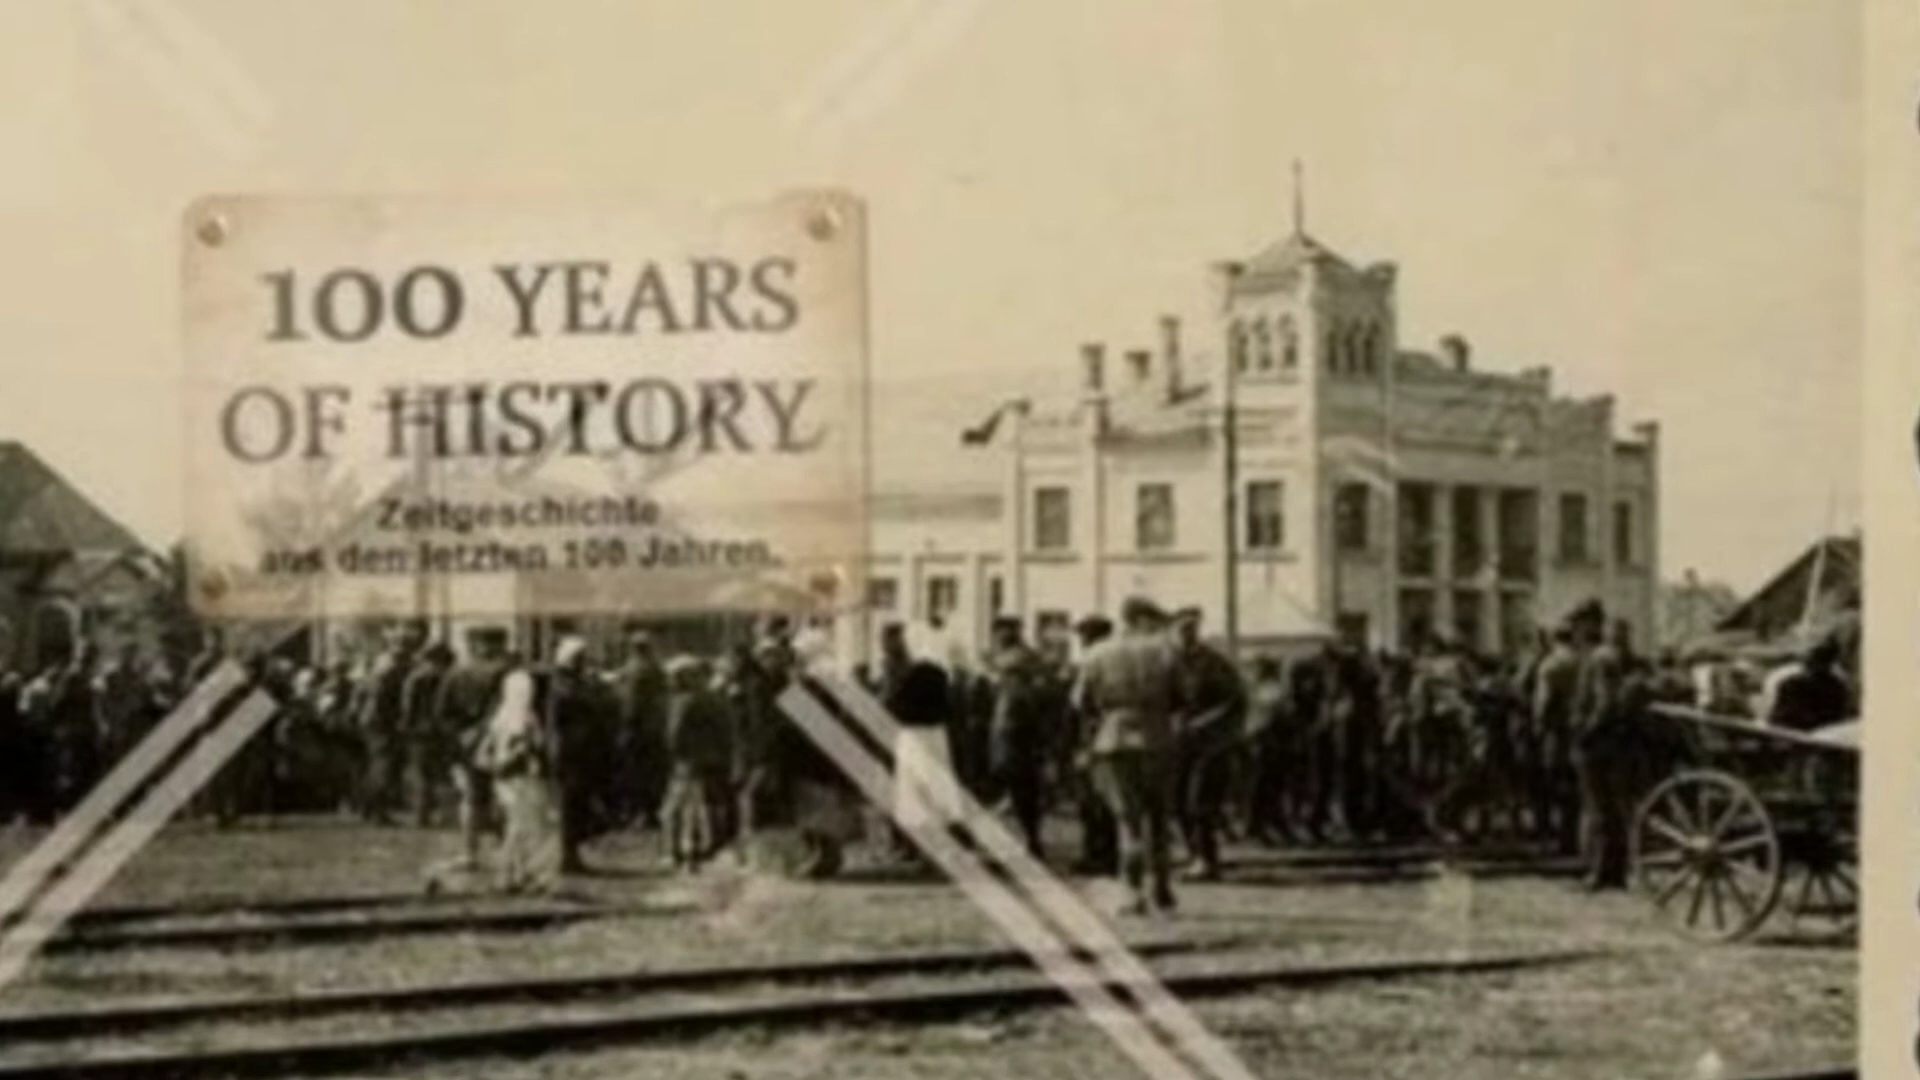 100 YEARS
OF HISTORY
Zeitgeschichte
aus den letzten 100 Jahren.